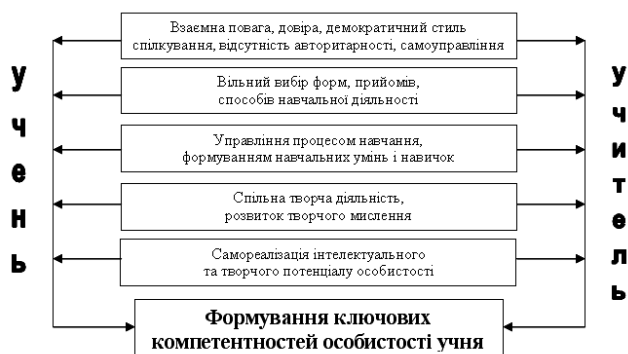 Взаємна повага, довіра, демократичний стиль
спілкування, відсутність авторитарності, самоуправління
Вільний вибір форм, прийомів,
способів навчальної діяльності
Управління процесом навчання,
формуванням навчальних умінь і навичок
Спільна творча діяльність,
розвиток творчого мислення
Самореалізація інтелектуального
та творчого потенціалу особистості
Формування ключових
компетентностей особистості учня
учень
учитель